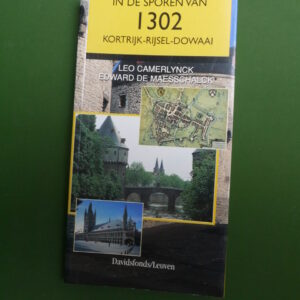 IN DE SPOREN VAN
1302
KORTRIJK-RIJSEL-DOWAAI
LEO CAMERLYNCK
EDWARD DE MAESSCHALCK
Davidsfonds/Leuven